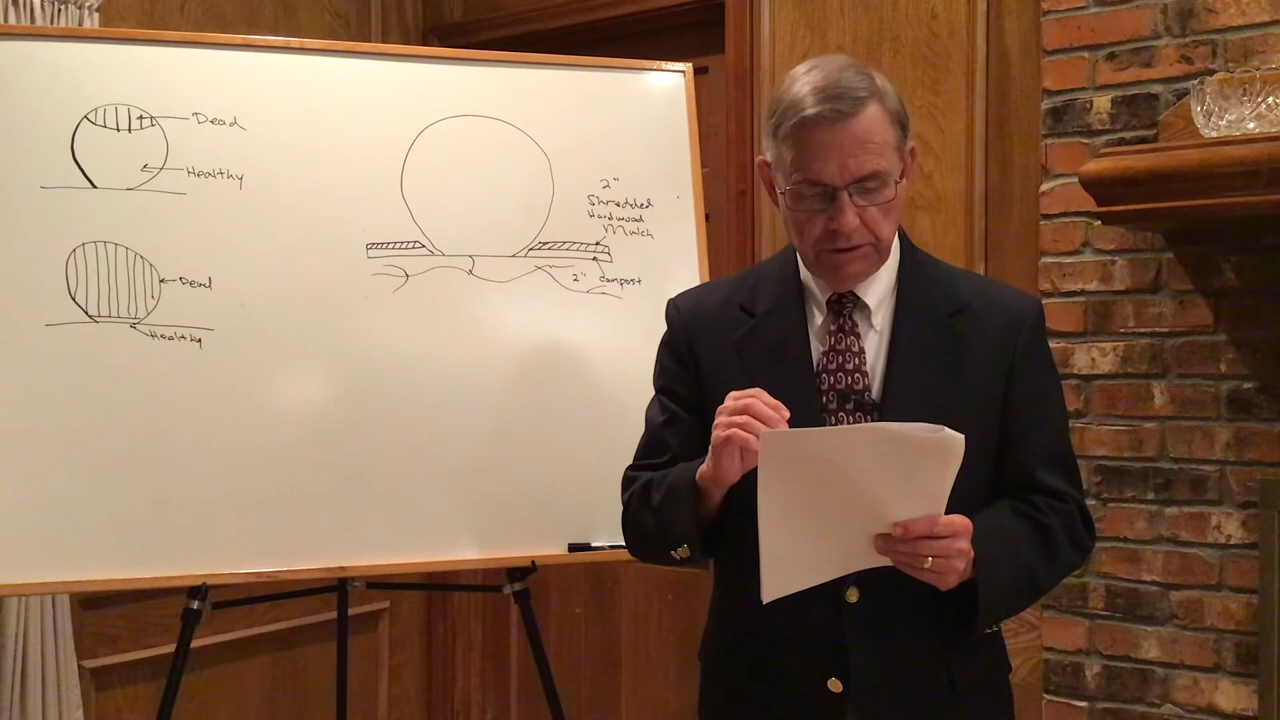 Dead
Healthy
Dead
Healthy
2"
Shredded
Hardwood
Mulch
2" Compost